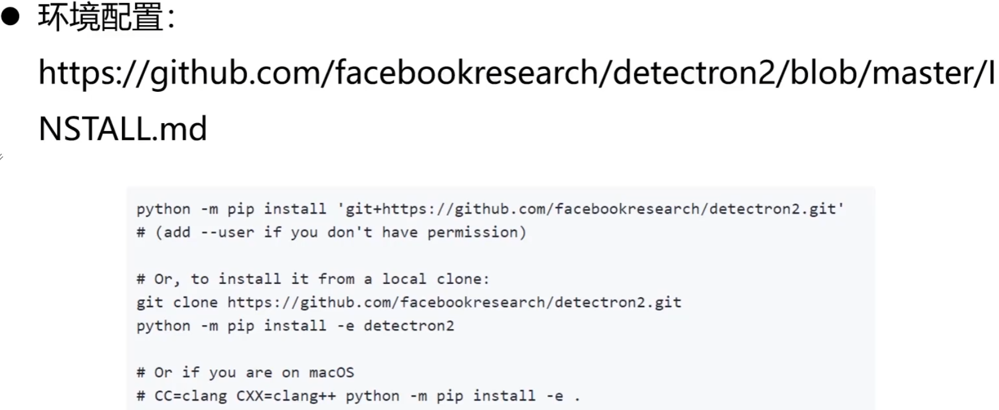 ● 环境配置：
https://github.com/facebookresearch/detectron2/blob/master/I
NSTALL.md
python -m pip install 'git+https://github.com/facebookresearch/detectron2.git'
# (add --user if you don't have permission)
# Or, to install it from a local clone:
git clone https://github.com/facebookresearch/detectron2.git
python -m pip install -e detectron2
# Or if you are on macOS
# CC=clang CXX=clang++ python -m pip install -e .